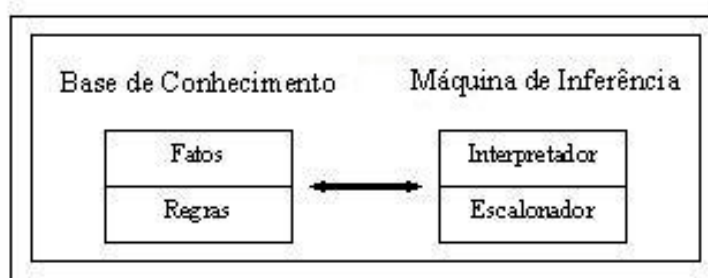 Base de Conhecimento
Máquina de Inferência
Fatos
Interpretador
Regras
Escalonador